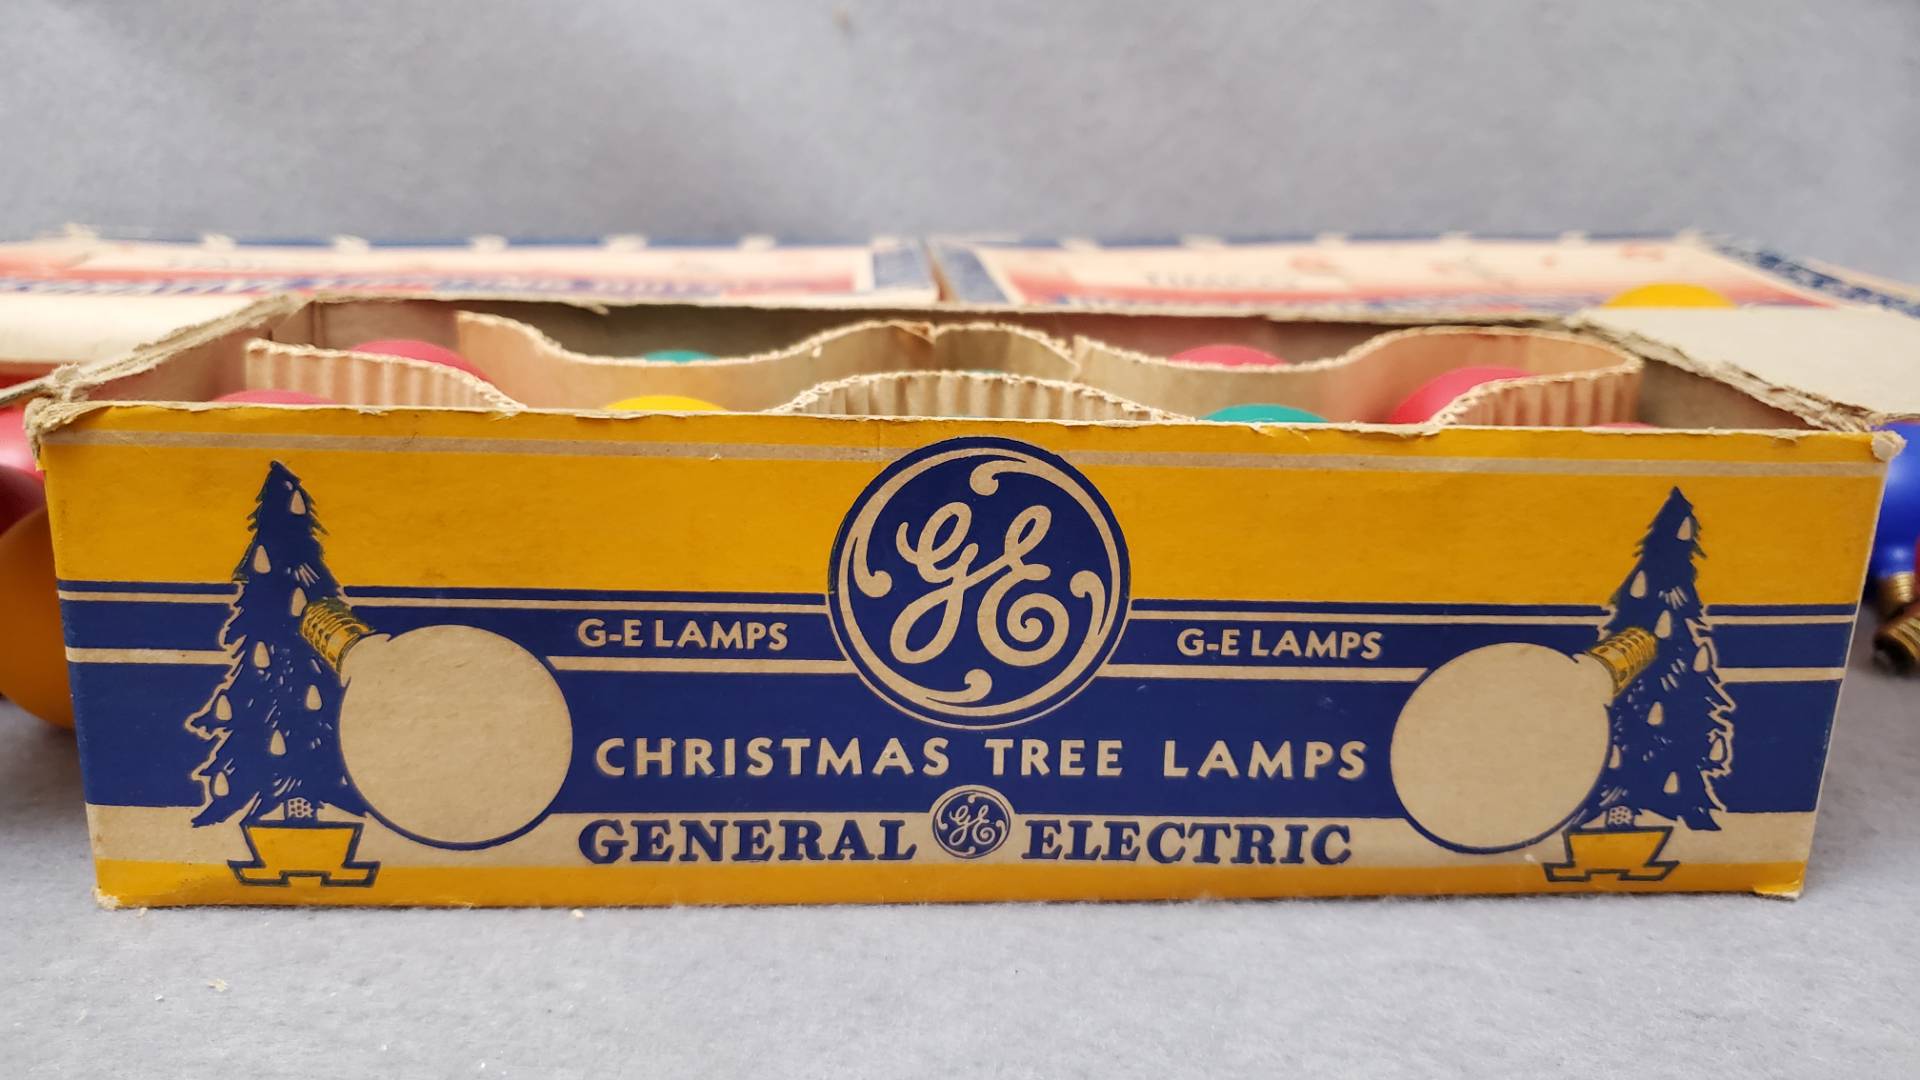 GE
G-E LAMPS G-E LAMPS
CHRISTMAS TREE LAMPS
GENERAL GE ELECTRIC